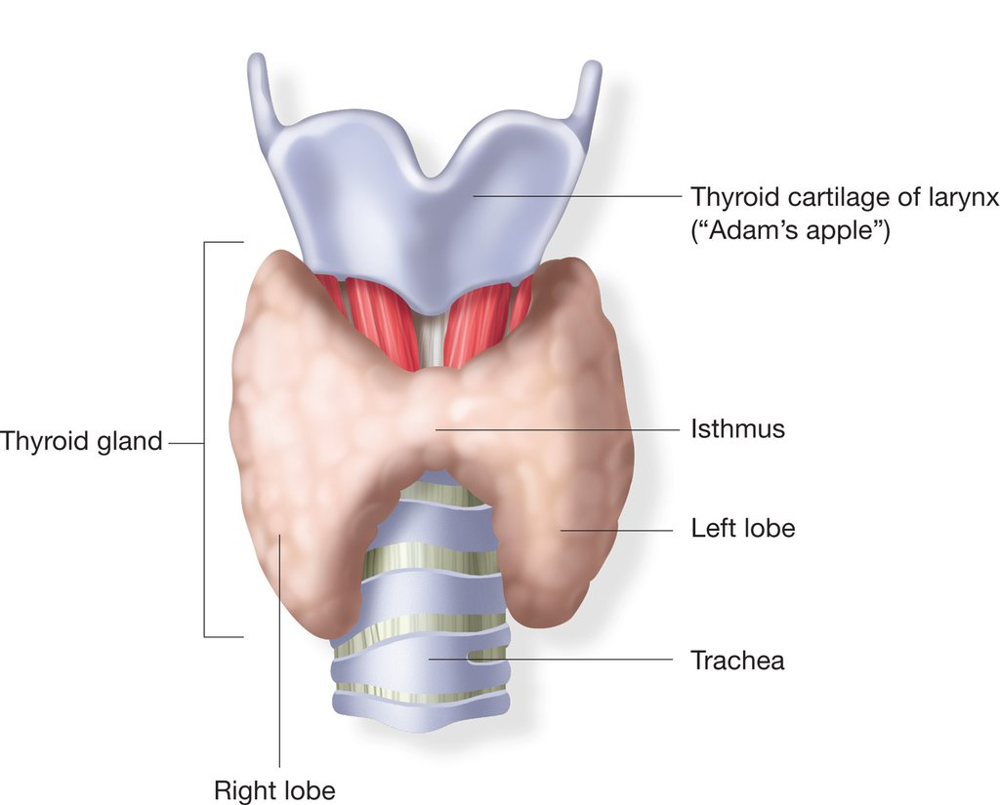 Thyroid cartilage of larynx
(“Adam’s apple”)
Thyroid gland
Isthmus
Left lobe
Trachea
Right lobe